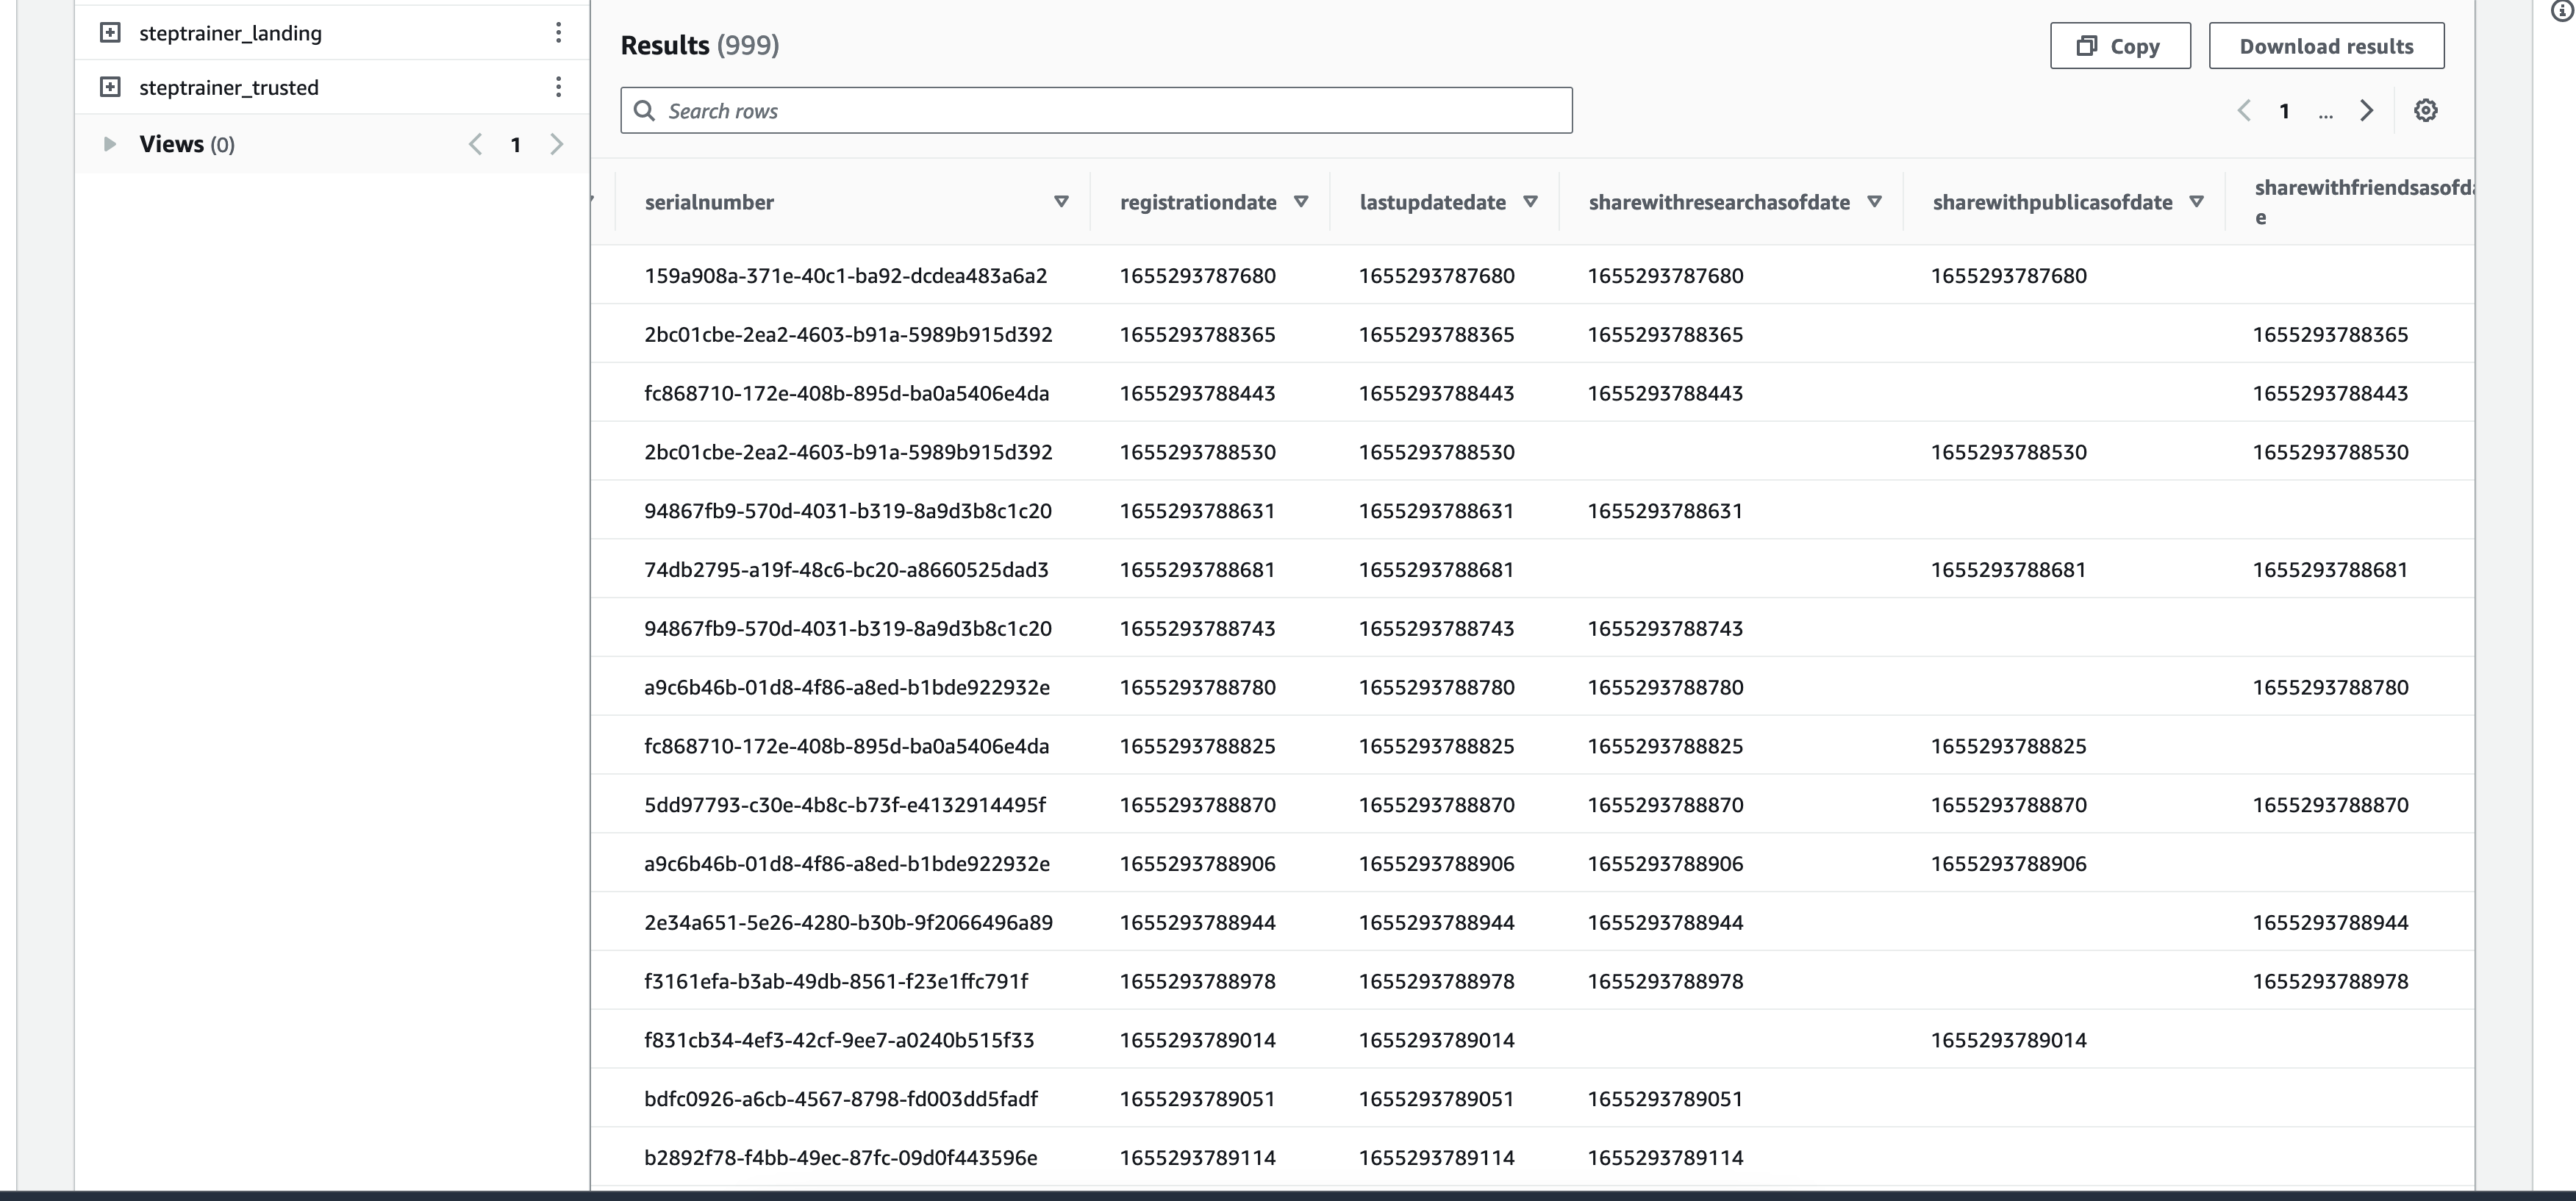 steptrainer_landing
steptrainer_trusted
Views (0)
1
Results (999)
Copy
Download results
Search rows
1 ...
serialnumber registrationdate lastupdatedate sharewithresearchasofdate sharewithpublicasofdate sharewithfriendsasofda
e
159a908a-371e-40c1-ba92-dcdea483a6a2 1655293787680 1655293787680 1655293787680 1655293787680
2bc01cbe-2ea2-4603-b91a-5989b915d392 1655293788365 1655293788365 1655293788365 1655293788365
fc868710-172e-408b-895d-ba0a5406e4da 1655293788443 1655293788443 1655293788443 1655293788443
2bc01cbe-2ea2-4603-b91a-5989b915d392 1655293788530 1655293788530 1655293788530 1655293788530
94867fb9-570d-4031-b319-8a9d3b8c1c20 1655293788631 1655293788631 1655293788631
74db2795-a19f-48c6-bc20-a8660525dad3 1655293788681 1655293788681 1655293788681 1655293788681
94867fb9-570d-4031-b319-8a9d3b8c1c20 1655293788743 1655293788743 1655293788743
a9c6b46b-01d8-4f86-a8ed-b1bde922932e 1655293788780 1655293788780 1655293788780 1655293788780
fc868710-172e-408b-895d-ba0a5406e4da 1655293788825 1655293788825 1655293788825 1655293788825
5dd97793-c30e-4b8c-b73f-e4132914495f 1655293788870 1655293788870 1655293788870 1655293788870 1655293788870
a9c6b46b-01d8-4f86-a8ed-b1bde922932e 1655293788906 1655293788906 1655293788906 1655293788906
2e34a651-5e26-4280-b30b-9f2066496a89 1655293788944 1655293788944 1655293788944 1655293788944
f3161efa-b3ab-49db-8561-f23e1ffc791f 1655293788978 1655293788978 1655293788978 1655293788978
f831cb34-4ef3-42cf-9ee7-a0240b515f33 1655293789014 1655293789014 1655293789014
bdfc0926-a6cb-4567-8798-fd003dd5fadf 1655293789051 1655293789051 1655293789051
b2892f78-f4bb-49ec-87fc-09d0f443596e 1655293789114 1655293789114 1655293789114